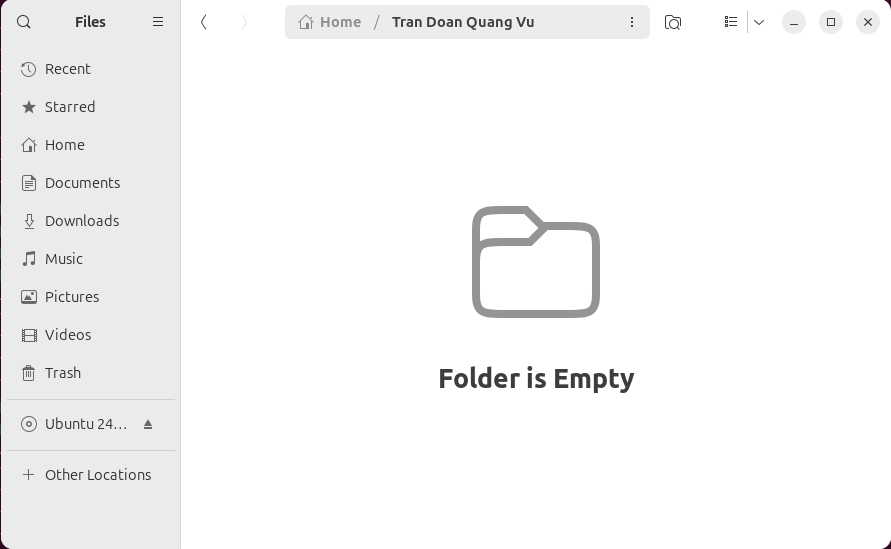 Files
Home / Tran Doan Quang Vu
Recent
Starred
Home
Documents
Downloads
Music
Pictures
Videos
Trash
Ubuntu 24…
Other Locations
Folder is Empty